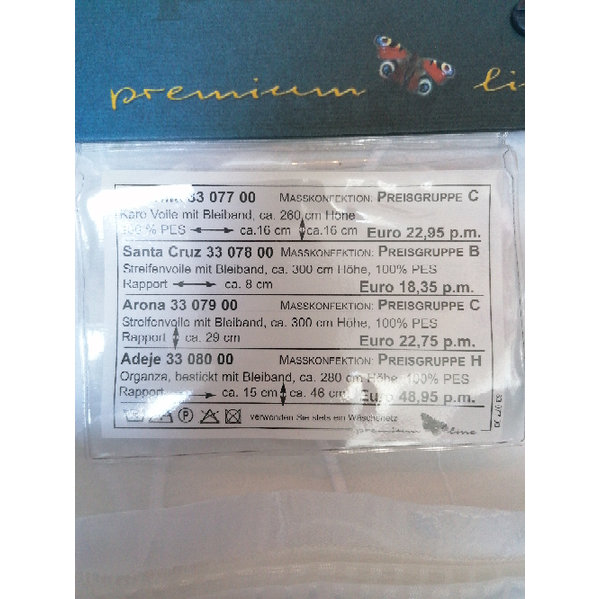 premium
33 077 00 MASSKONFEKTION: PREISGRUPPE C
Karo Voile mit Bleiband, ca. 260 cm Höhe
100 % PES ca.16 cm ca.16 cm Euro 22,95 p.m.
Santa Cruz 33 078 00 MASSKONFEKTION: PREISGRUPPE B
Streifenvoile mit Bleiband, ca. 300 cm Höhe, 100% PES
Rapport ca. 8 cm Euro 18,35 p.m.
Arona 33 079 00 MASSKONFEKTION: PREISGRUPPE C
Streifenvoile mit Bleiband, ca. 300 cm Höhe, 100% PES
Rapport ca. 29 cm Euro 22,75 p.m.
Adeje 33 080 00 MASSKONFEKTION: PREISGRUPPE H
Organza, bestickt mit Bleiband, ca. 280 cm Höhe, 100% PES
Rapport ca. 15 cm ca. 46 cm Euro 48,95 p.m.
verwenden Sie stets ein Wäschenetz
premium line